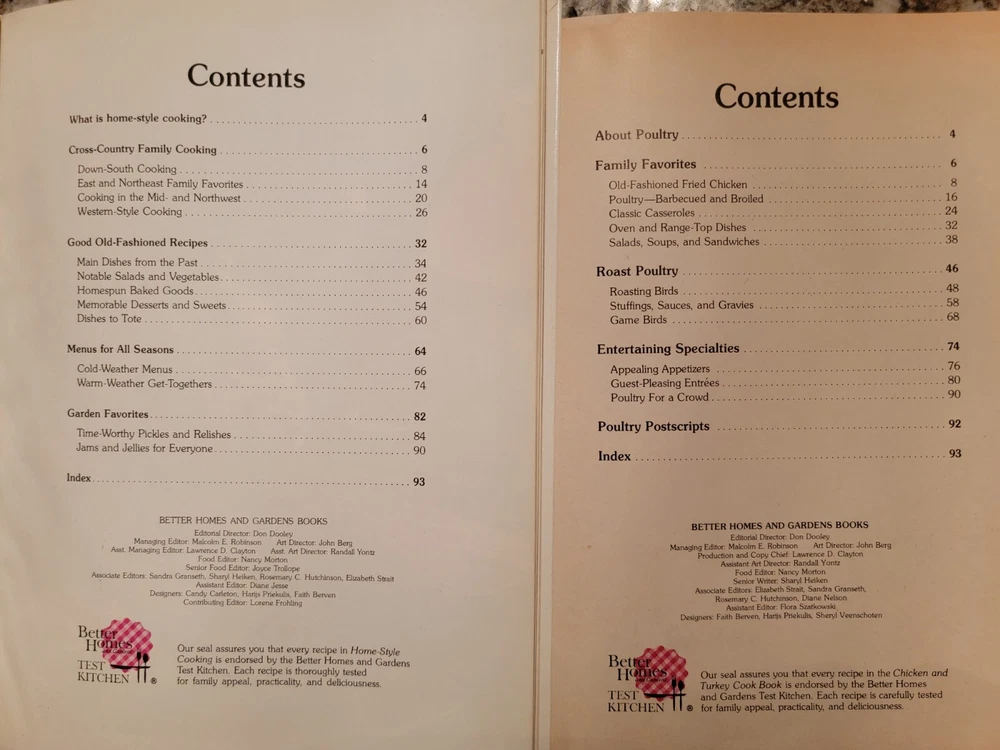 Contents
What is home-style cooking? 4
Cross-Country Family Cooking 6
Down-South Cooking 8
East and Northeast Family Favorites 14
Cooking in the Mid- and Northwest 20
Western-Style Cooking 26
Good Old-Fashioned Recipes 32
Main Dishes from the Past 34
Notable Salads and Vegetables 42
Homespun Baked Goods 46
Memorable Desserts and Sweets 54
Dishes to Tote 60
Menus for All Seasons 64
Cold-Weather Menus 66
Warm-Weather Get-Togethers 74
Garden Favorites 82
Time-Worthy Pickles and Relishes 84
Jams and Jellies for Everyone 90
Index 93
BETTER HOMES AND GARDENS BOOKS
Editorial Director: Don Dooley
Managing Editor: Malcolm E. Robinson Art Director: John Berg
Asst. Managing Editor: Lawrence D. Clayton Asst. Art Director: Randall Yontz
Food Editor: Nancy Morton
Senior Food Editor: Joyce Trollope
Associate Editors: Sandra Granseth, Sharyl Heiken, Rosemary C. Hutchinson, Elizabeth Strait
Assistant Editor: Diane Jesse
Designers: Candy Carleton, Harijs Priekulis, Faith Berven
Contributing Editor: Lorene Frohling
Better
Homes
TEST
KITCHEN ®
Our seal assures you that every recipe in Home-Style
Cooking is endorsed by the Better Homes and Gardens
Test Kitchen. Each recipe is thoroughly tested
for family appeal, practicality, and deliciousness.
Contents
About Poultry 4
Family Favorites 6
Old-Fashioned Fried Chicken 8
Poultry—Barbecued and Broiled 16
Classic Casseroles 24
Oven and Range-Top Dishes 32
Salads, Soups, and Sandwiches 38
Roast Poultry 46
Roasting Birds 48
Stuffings, Sauces, and Gravies 58
Game Birds 68
Entertaining Specialties 74
Appealing Appetizers 76
Guest-Pleasing Entrées 80
Poultry For a Crowd 90
Poultry Postscripts 92
Index 93
BETTER HOMES AND GARDENS BOOKS
Editorial Director: Don Dooley
Managing Editor: Malcolm E. Robinson Art Director: John Berg
Production and Copy Chief: Lawrence D. Clayton
Assistant Art Director: Randall Yontz
Food Editor: Nancy Morton
Senior Writer: Sharyl Heiken
Associate Editors: Elizabeth Strait, Sandra Granseth,
Rosemary C. Hutchinson, Diane Nelson
Assistant Editor: Flora Szatkowski
Designers: Faith Berven, Harijs Priekulis, Sheryl Veenschoten
Better
Homes
TEST
KITCHEN ®
Our seal assures you that every recipe in the Chicken and
Turkey Cook Book is endorsed by the Better Homes
and Gardens Test Kitchen. Each recipe is carefully tested
for family appeal, practicality, and deliciousness.